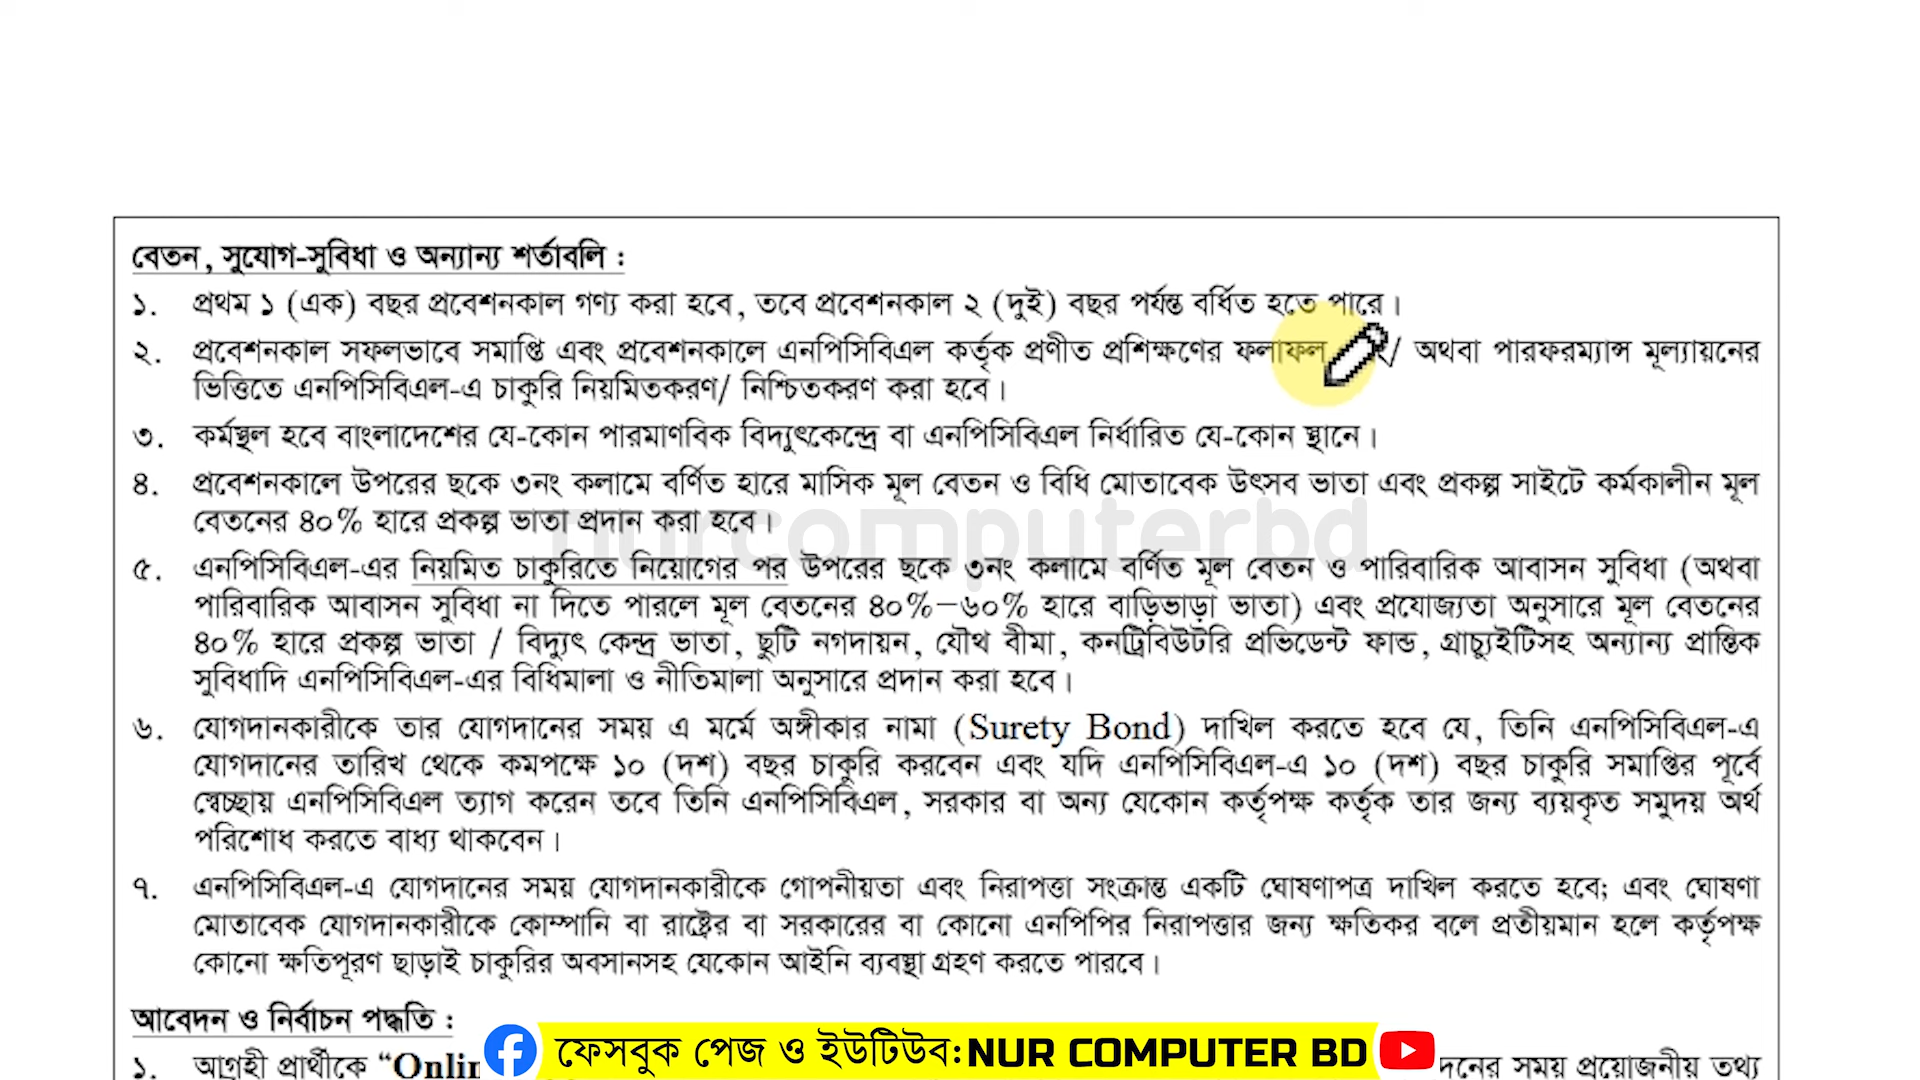 বেতন, সুযোগ-সুবিধা ও অন্যান্য শর্তাবলি :
১. প্রথম ১ (এক) বছর প্রবেশনকাল গণ্য করা হবে, তবে প্রবেশনকাল ২ (দুই) বছর পর্যন্ত বর্ধিত হতে পারে।
২. প্রবেশনকাল সফলভাবে সমাপ্তি এবং প্রবেশনকালে এনপিসিবিএল কর্তৃক প্রণীত প্রশিক্ষণের ফলাফল / অথবা পারফরম্যান্স মূল্যায়নের
ভিত্তিতে এনপিসিবিএল-এ চাকুরি নিয়মিতকরণ/ নিশ্চিতকরণ করা হবে।
৩. কর্মস্থল হবে বাংলাদেশের যে-কোন পারমাণবিক বিদ্যুৎকেন্দ্রে বা এনপিসিবিএল নির্ধারিত যে-কোন স্থানে।
৪. প্রবেশনকালে উপরের ছকে ৩নং কলামে বর্ণিত হারে মাসিক মূল বেতন ও বিধি মোতাবেক উৎসব ভাতা এবং প্রকল্প সাইটে কর্মকালীন মূল
বেতনের ৪০% হারে প্রকল্প ভাতা প্রদান করা হবে।
nurcomputerbd
৫. এনপিসিবিএল-এর নিয়মিত চাকুরিতে নিয়োগের পর উপরের ছকে ৩নং কলামে বর্ণিত মূল বেতন ও পারিবারিক আবাসন সুবিধা (অথবা
পারিবারিক আবাসন সুবিধা না দিতে পারলে মূল বেতনের ৪০%–৬০% হারে বাড়িভাড়া ভাতা) এবং প্রযোজ্যতা অনুসারে মূল বেতনের
৪০% হারে প্রকল্প ভাতা / বিদ্যুৎ কেন্দ্র ভাতা, ছুটি নগদায়ন, যৌথ বীমা, কনট্রিবিউটরি প্রভিডেন্ট ফান্ড, গ্রাচ্যুইটিসহ অন্যান্য প্রান্তিক
সুবিধাদি এনপিসিবিএল-এর বিধিমালা ও নীতিমালা অনুসারে প্রদান করা হবে।
৬. যোগদানকারীকে তার যোগদানের সময় এ মর্মে অঙ্গীকার নামা (Surety Bond) দাখিল করতে হবে যে, তিনি এনপিসিবিএল-এ
যোগদানের তারিখ থেকে কমপক্ষে ১০ (দশ) বছর চাকুরি করবেন এবং যদি এনপিসিবিএল-এ ১০ (দশ) বছর চাকুরি সমাপ্তির পূর্বে
স্বেচ্ছায় এনপিসিবিএল ত্যাগ করেন তবে তিনি এনপিসিবিএল, সরকার বা অন্য যেকোন কর্তৃপক্ষ কর্তৃক তার জন্য ব্যয়কৃত সমুদয় অর্থ
পরিশোধ করতে বাধ্য থাকবেন।
৭. এনপিসিবিএল-এ যোগদানের সময় যোগদানকারীকে গোপনীয়তা এবং নিরাপত্তা সংক্রান্ত একটি ঘোষণাপত্র দাখিল করতে হবে; এবং ঘোষণা
মোতাবেক যোগদানকারীকে কোম্পানি বা রাষ্ট্রের বা সরকারের বা কোনো এনপিপির নিরাপত্তার জন্য ক্ষতিকর বলে প্রতীয়মান হলে কর্তৃপক্ষ
কোনো ক্ষতিপূরণ ছাড়াই চাকুরির অবসানসহ যেকোন আইনি ব্যবস্থা গ্রহণ করতে পারবে।
আবেদন ও নির্বাচন পদ্ধতি :
১. আগ্রহী প্রার্থীকে “Onlin দনের সময় প্রয়োজনীয় তথ্য
ফেসবুক পেজ ও ইউটিউব:NUR COMPUTER BD